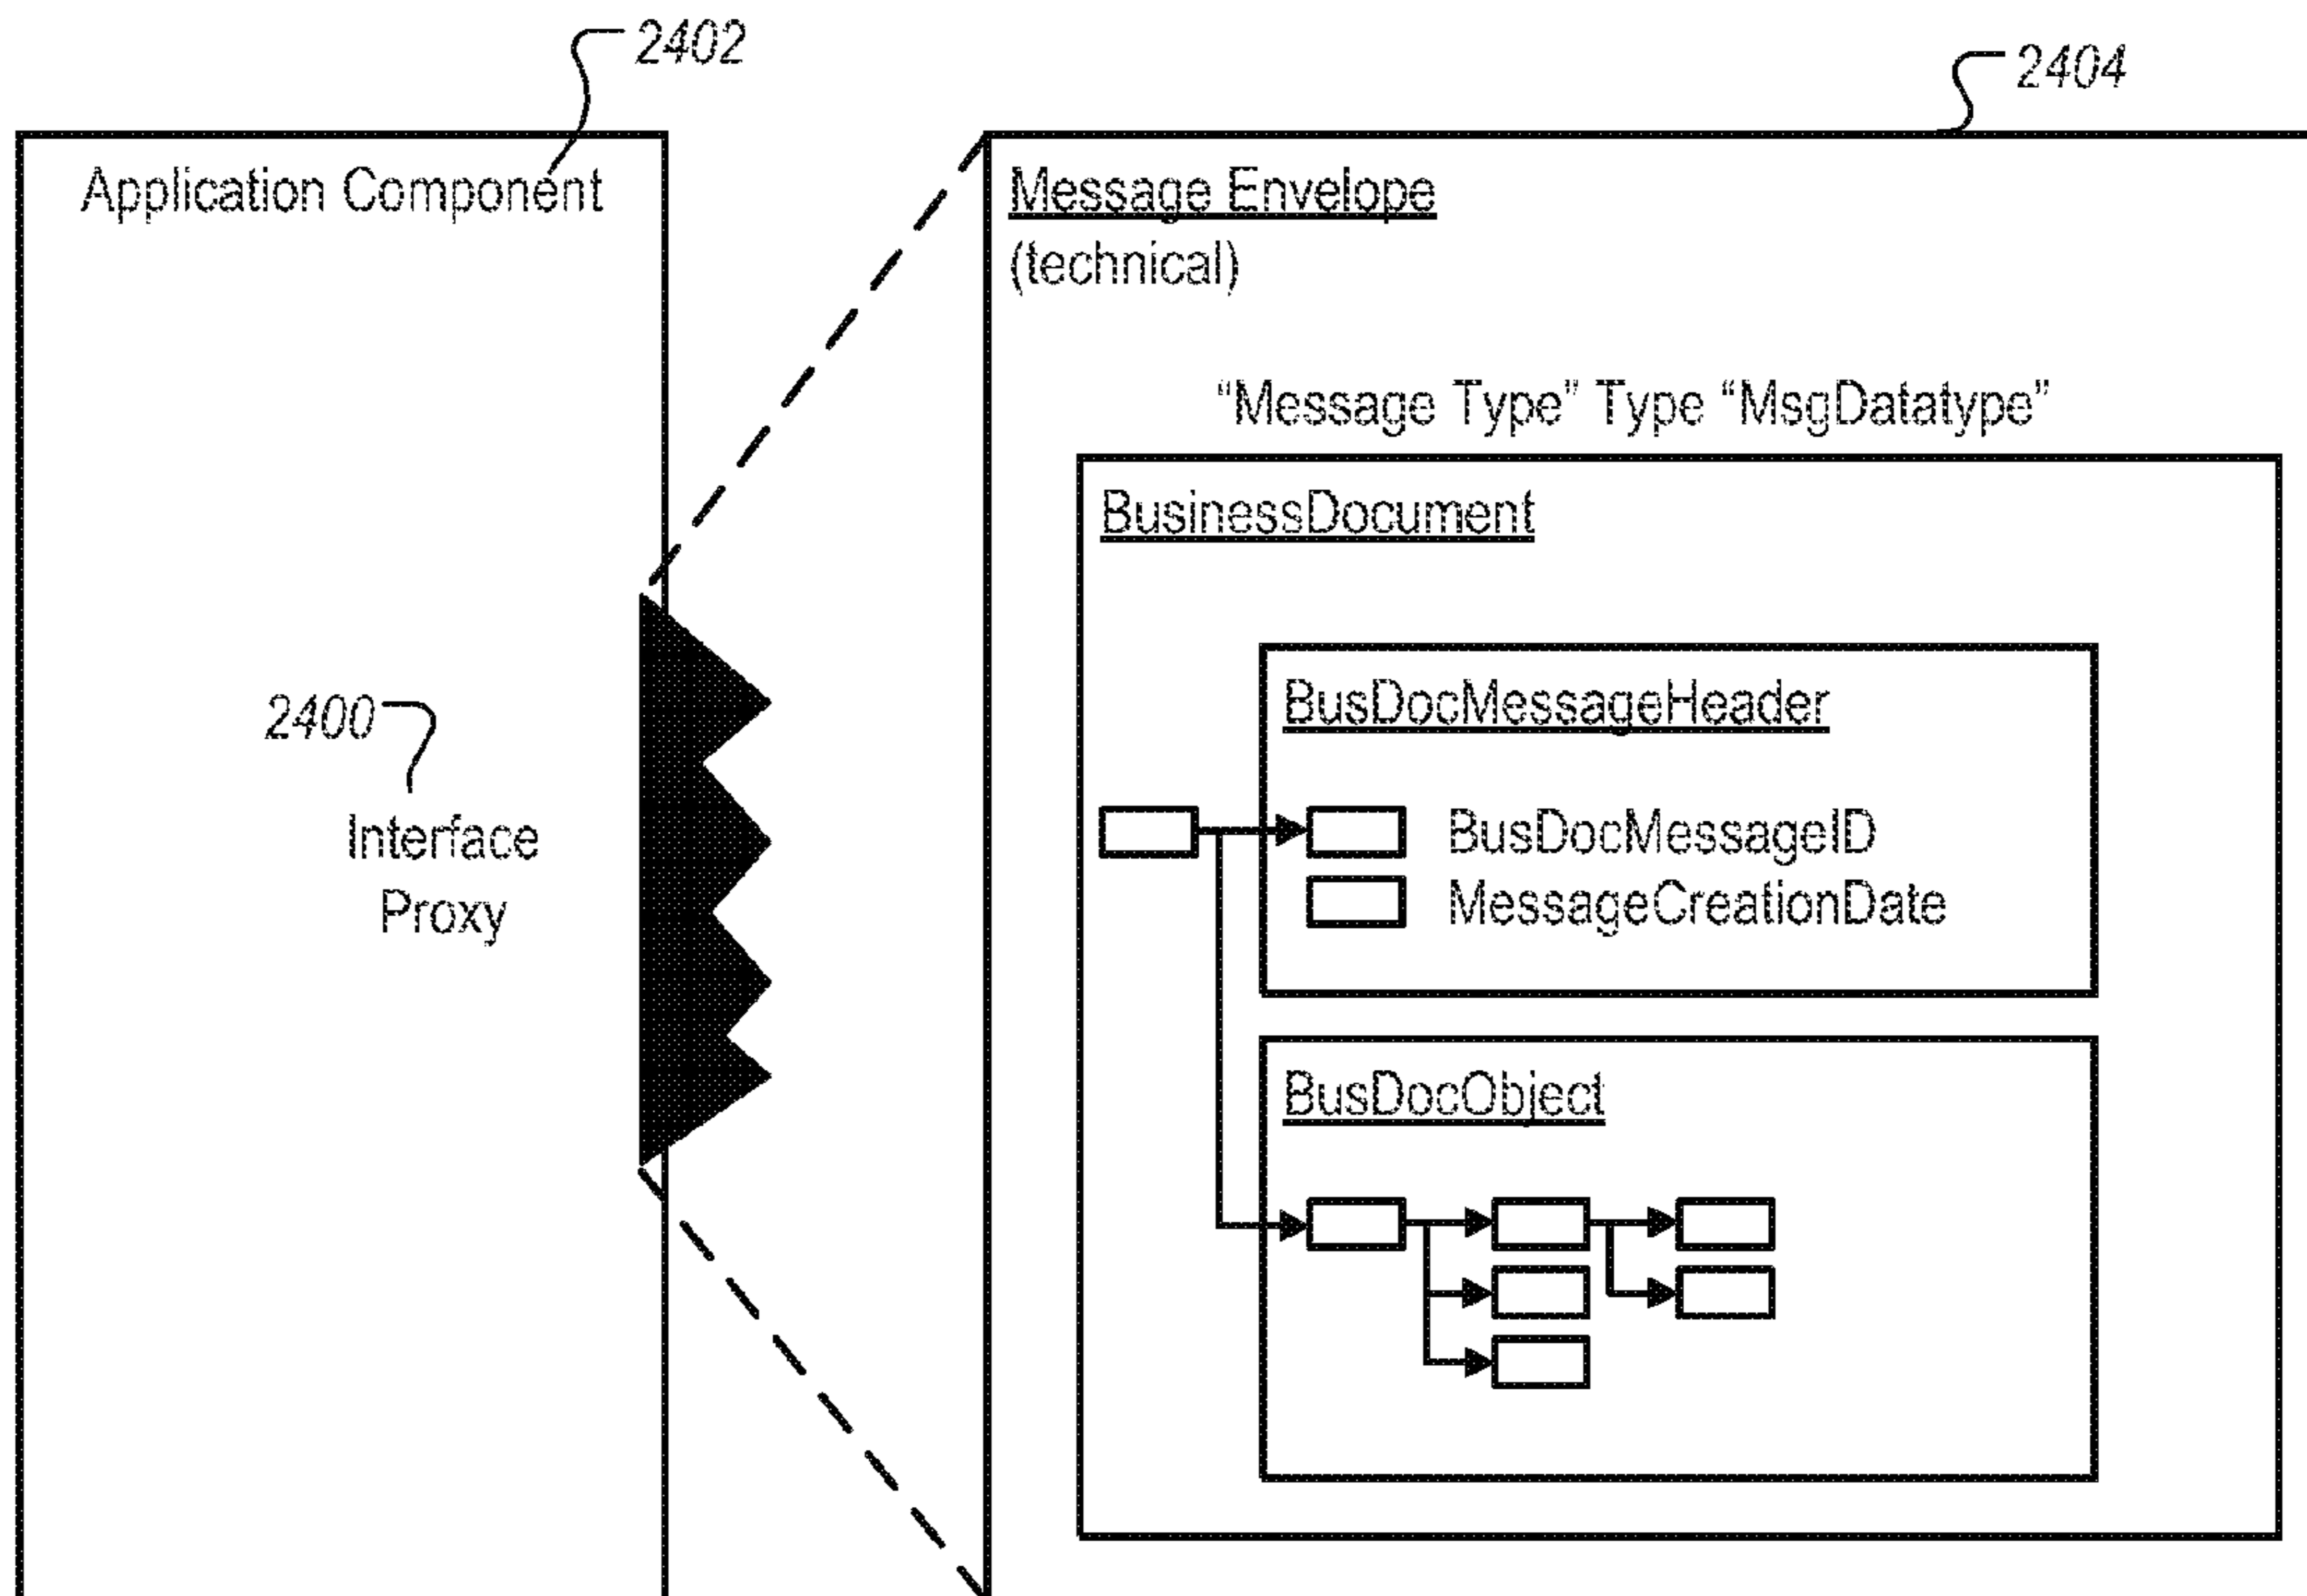 2402
2404
Application Component
Message Envelope
(technical)
“Message Type” Type “MsgDatatype”
BusinessDocument
BusDocMessageHeader
2400
Interface
Proxy
BusDocMessageID
MessageCreationDate
BusDocObject